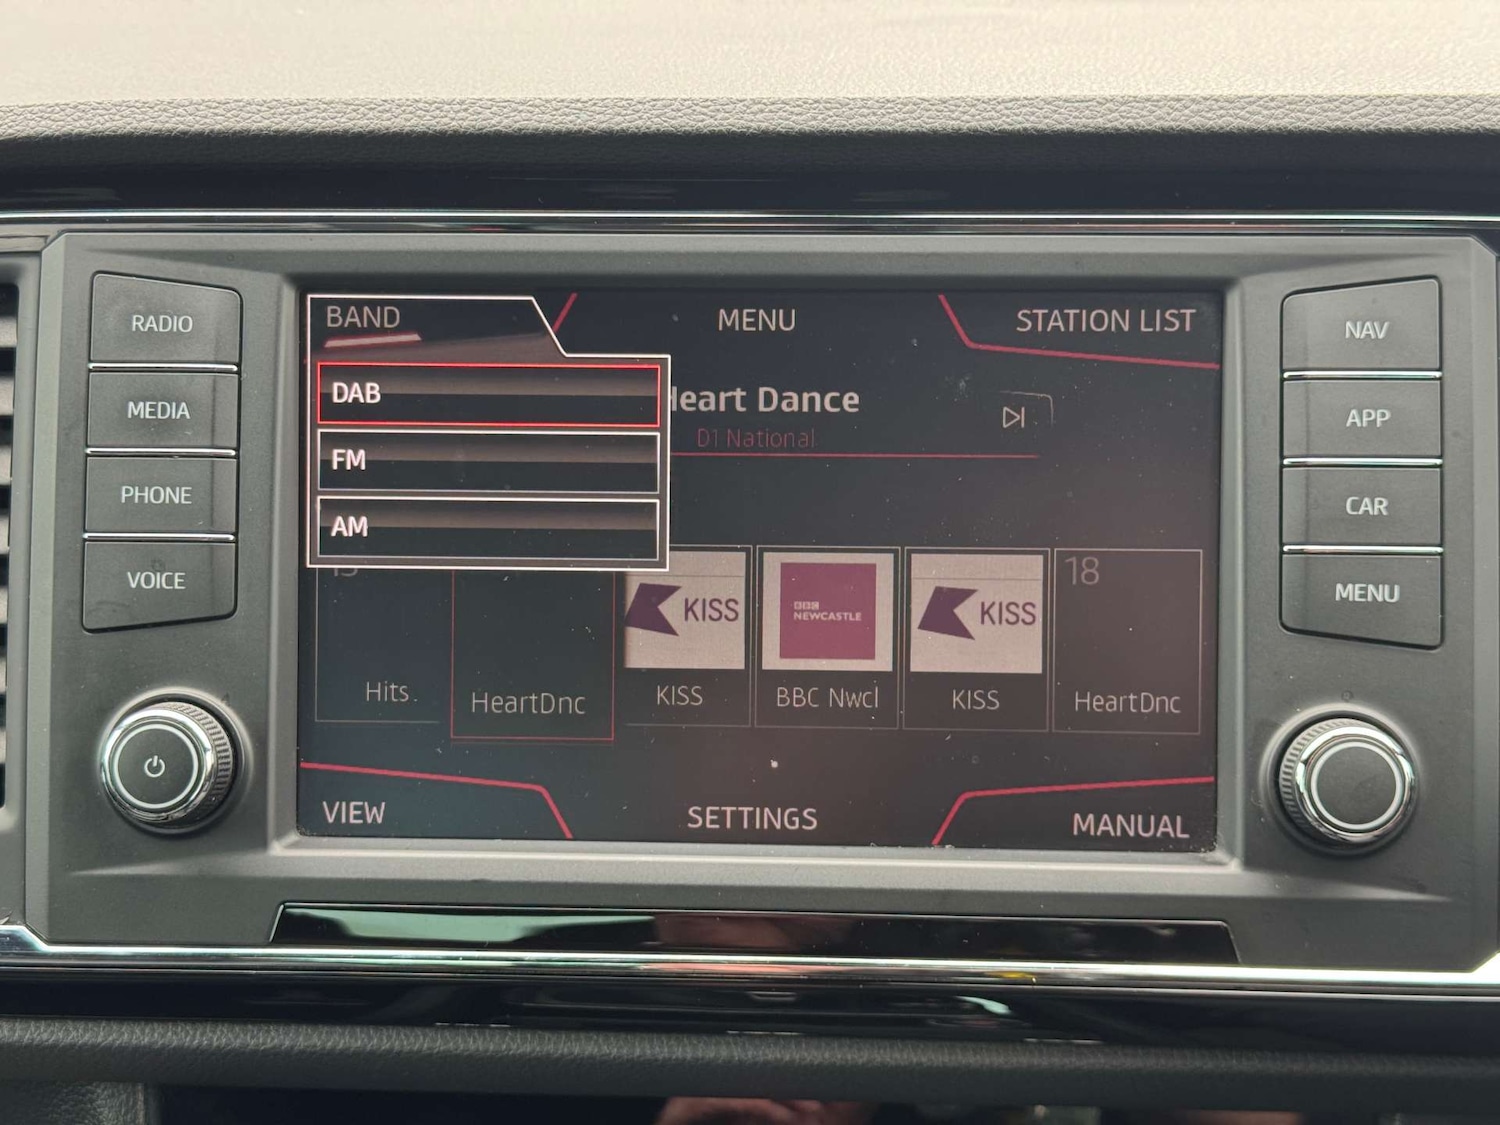 RADIO
MEDIA
PHONE
VOICE
BAND
MENU
STATION LIST
DAB
FM
AM
Heart Dance
D1 National
18
KISS
BBC
NEWCASTLE
KISS
Hits.
HeartDnc
KISS
BBC Nwcl
KISS
HeartDnc
VIEW
SETTINGS
MANUAL
NAV
APP
CAR
MENU